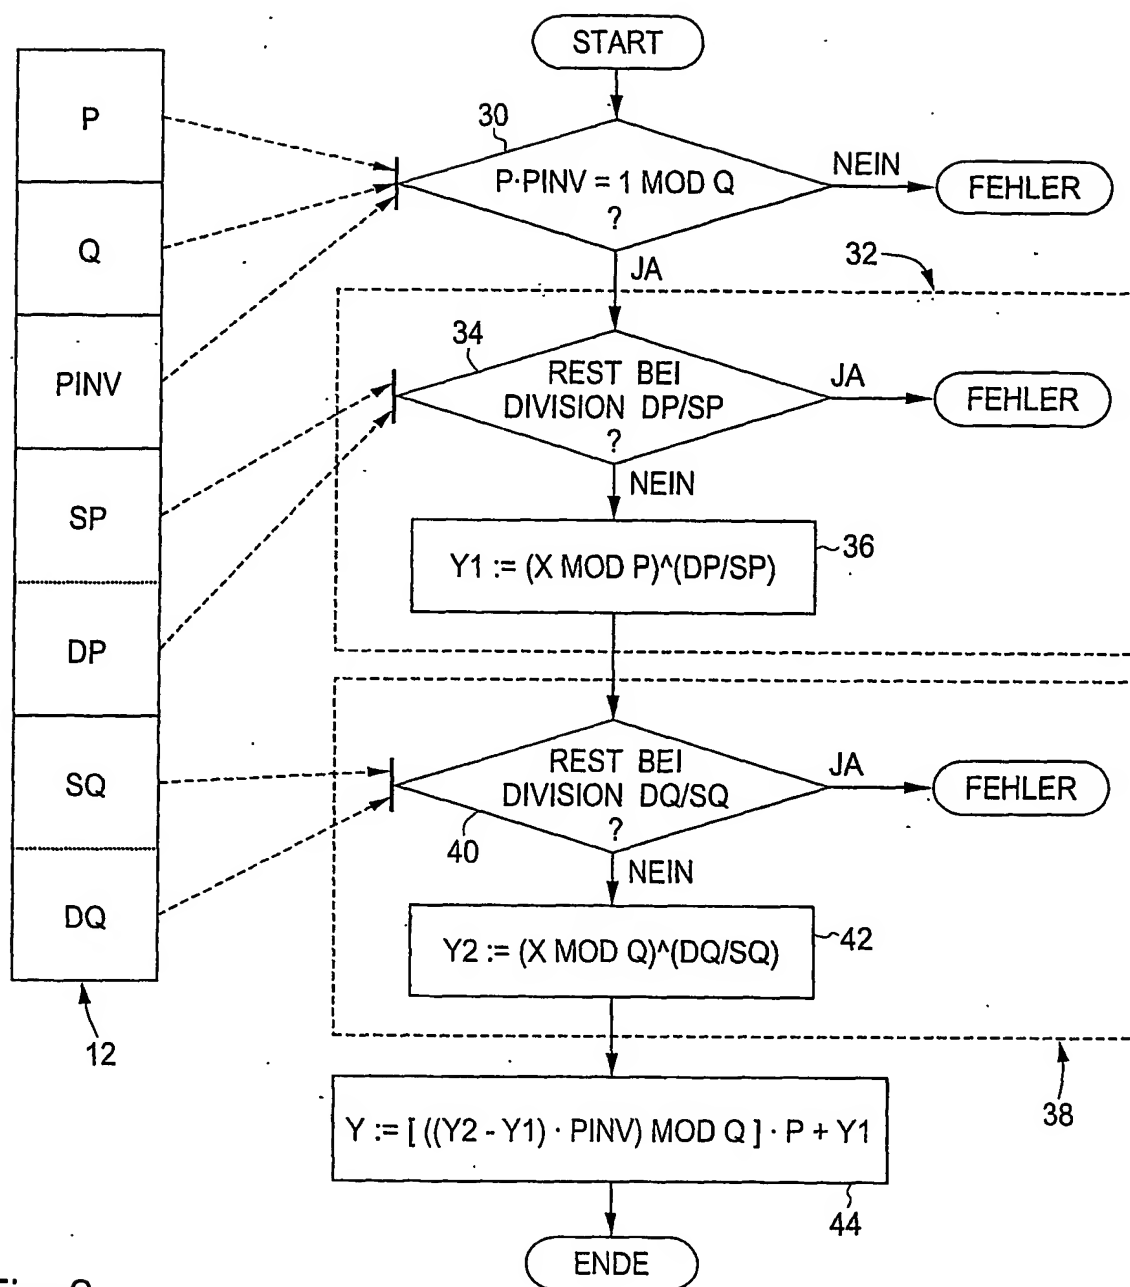 START
P
30
P·PINV = 1 MOD Q
?
NEIN
FEHLER
Q
JA
32
PINV
34
REST BEI
DIVISION DP/SP
?
JA
FEHLER
NEIN
SP
Y1 := (X MOD P)^(DP/SP)
36
DP
SQ
REST BEI
DIVISION DQ/SQ
?
JA
FEHLER
40
NEIN
DQ
Y2 := (X MOD Q)^(DQ/SQ)
42
12
38
Y := [ ((Y2 - Y1) · PINV) MOD Q ] · P + Y1
44
ENDE